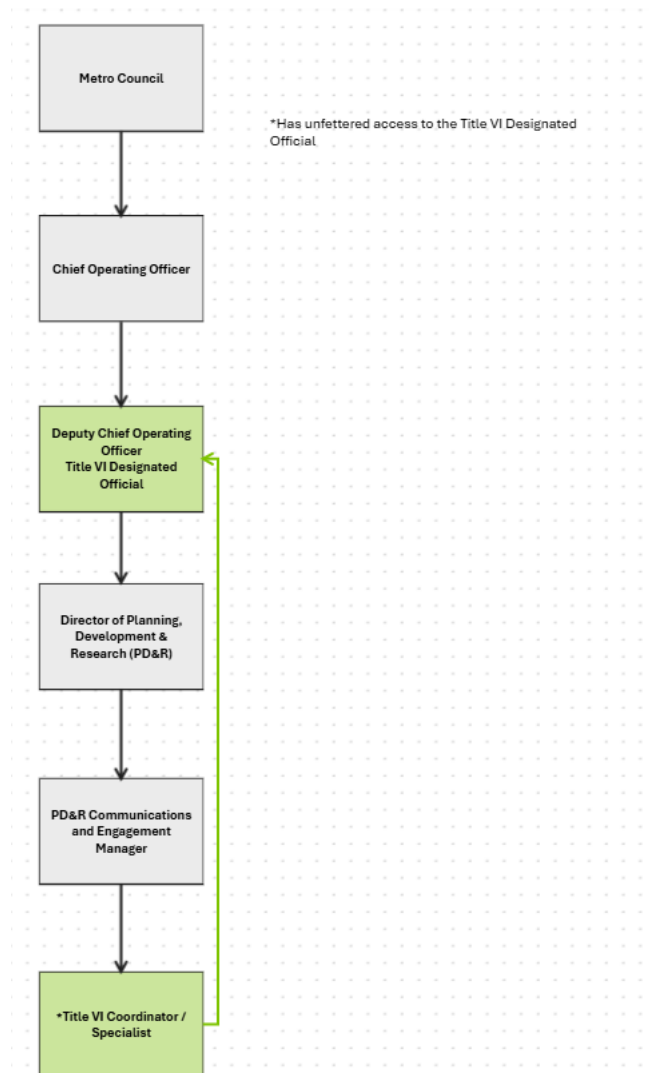 Metro Council
*Has unfettered access to the Title VI Designated
Official
Chief Operating Officer
Deputy Chief Operating
Officer
Title VI Designated
Official
Director of Planning,
Development &
Research (PD&R)
PD&R Communications
and Engagement
Manager
*Title VI Coordinator /
Specialist